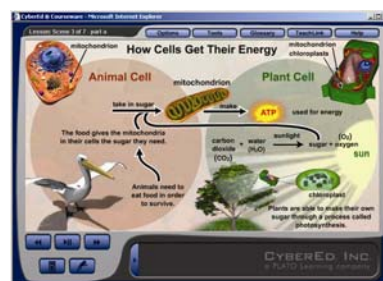 CyberEd & Courseware - Microsoft Internet Explorer
Lesson: Scene 3 of 7 - part a
Options
Tools
Glossary
TeachLink
Help
How Cells Get Their Energy
mitochondrion
mitochondrion
chloroplasts
Animal Cell
mitochondrion
Plant Cell
take in sugar
make
ATP
used for energy
The food gives the mitochondria
in their cells the sugar they need.
carbon
dioxide
(CO₂)
+
water
(H₂O)
sunlight
(O₂)
sugar + oxygen
sun
Animals need to
eat food in order
to survive.
chloroplast
Plants are able to make their own
sugar through a process called
photosynthesis.
CYBERED, INC.
a PLATO Learning company